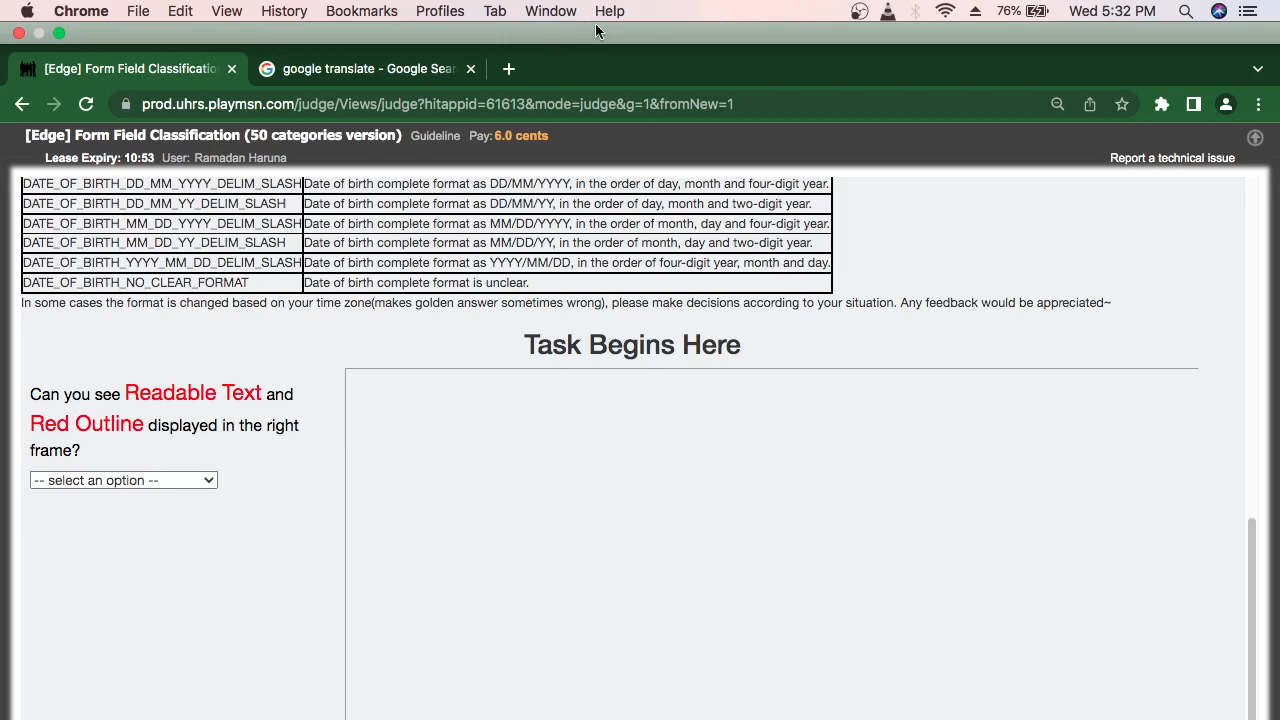 Chrome File Edit View History Bookmarks Profiles Tab Window Help 76% Wed 5:32 PM
[Edge] Form Field Classificatio google translate - Google Sear
prod.uhrs.playmsn.com/judge/Views/judge?hitappid=61613&mode=judge&g=1&fromNew=1
[Edge] Form Field Classification (50 categories version) Guideline Pay: 6.0 cents
Lease Expiry: 10:53 User: Ramadan Haruna Report a technical issue
DATE_OF_BIRTH_DD_MM_YYYY_DELIM_SLASH Date of birth complete format as DD/MM/YYYY, in the order of day, month and four-digit year.
DATE_OF_BIRTH_DD_MM_YY_DELIM_SLASH Date of birth complete format as DD/MM/YY, in the order of day, month and two-digit year.
DATE_OF_BIRTH_MM_DD_YYYY_DELIM_SLASH Date of birth complete format as MM/DD/YYYY, in the order of month, day and four-digit year.
DATE_OF_BIRTH_MM_DD_YY_DELIM_SLASH Date of birth complete format as MM/DD/YY, in the order of month, day and two-digit year.
DATE_OF_BIRTH_YYYY_MM_DD_DELIM_SLASH Date of birth complete format as YYYY/MM/DD, in the order of four-digit year, month and day.
DATE_OF_BIRTH_NO_CLEAR_FORMAT Date of birth complete format is unclear.
In some cases the format is changed based on your time zone(makes golden answer sometimes wrong), please make decisions according to your situation. Any feedback would be appreciated~
Task Begins Here
Can you see Readable Text and
Red Outline displayed in the right
frame?
-- select an option --